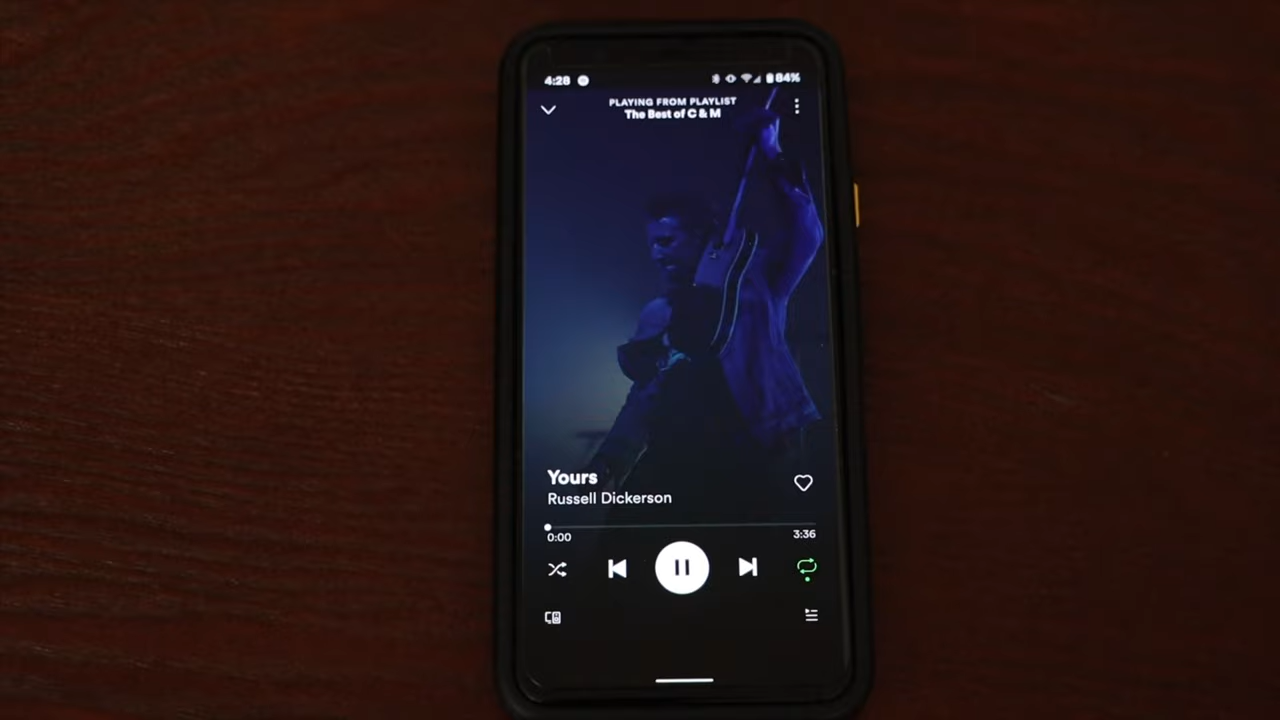 4:28
84%
PLAYING FROM PLAYLIST
The Best of C & M
Yours
Russell Dickerson
0:00
3:36